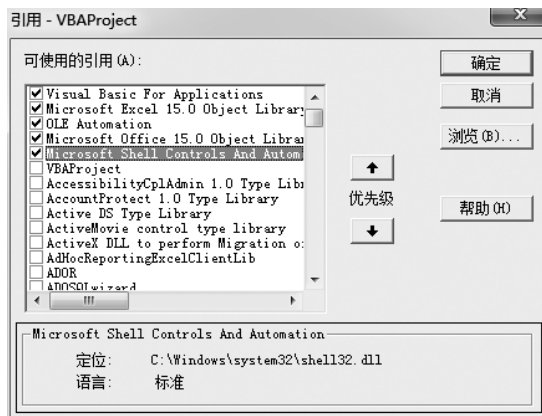 引用 - VBAProject
可使用的引用(A):
Visual Basic For Applications
Microsoft Excel 15.0 Object Library
OLE Automation
Microsoft Office 15.0 Object Librar
Microsoft Shell Controls And Autom
VBAProject
AccessibilityCplAdmin 1.0 Type Libr
AccountProtect 1.0 Type Library
Active DS Type Library
ActiveMovie control type library
ActiveX DLL to perform Migration o
AdHocReportingExcelClientLib
ADOR
ADOSQLwizard
优先级
确定
取消
浏览(B)...
帮助(H)
Microsoft Shell Controls And Automation
定位: C:\Windows\system32\shell32.dll
语言: 标准